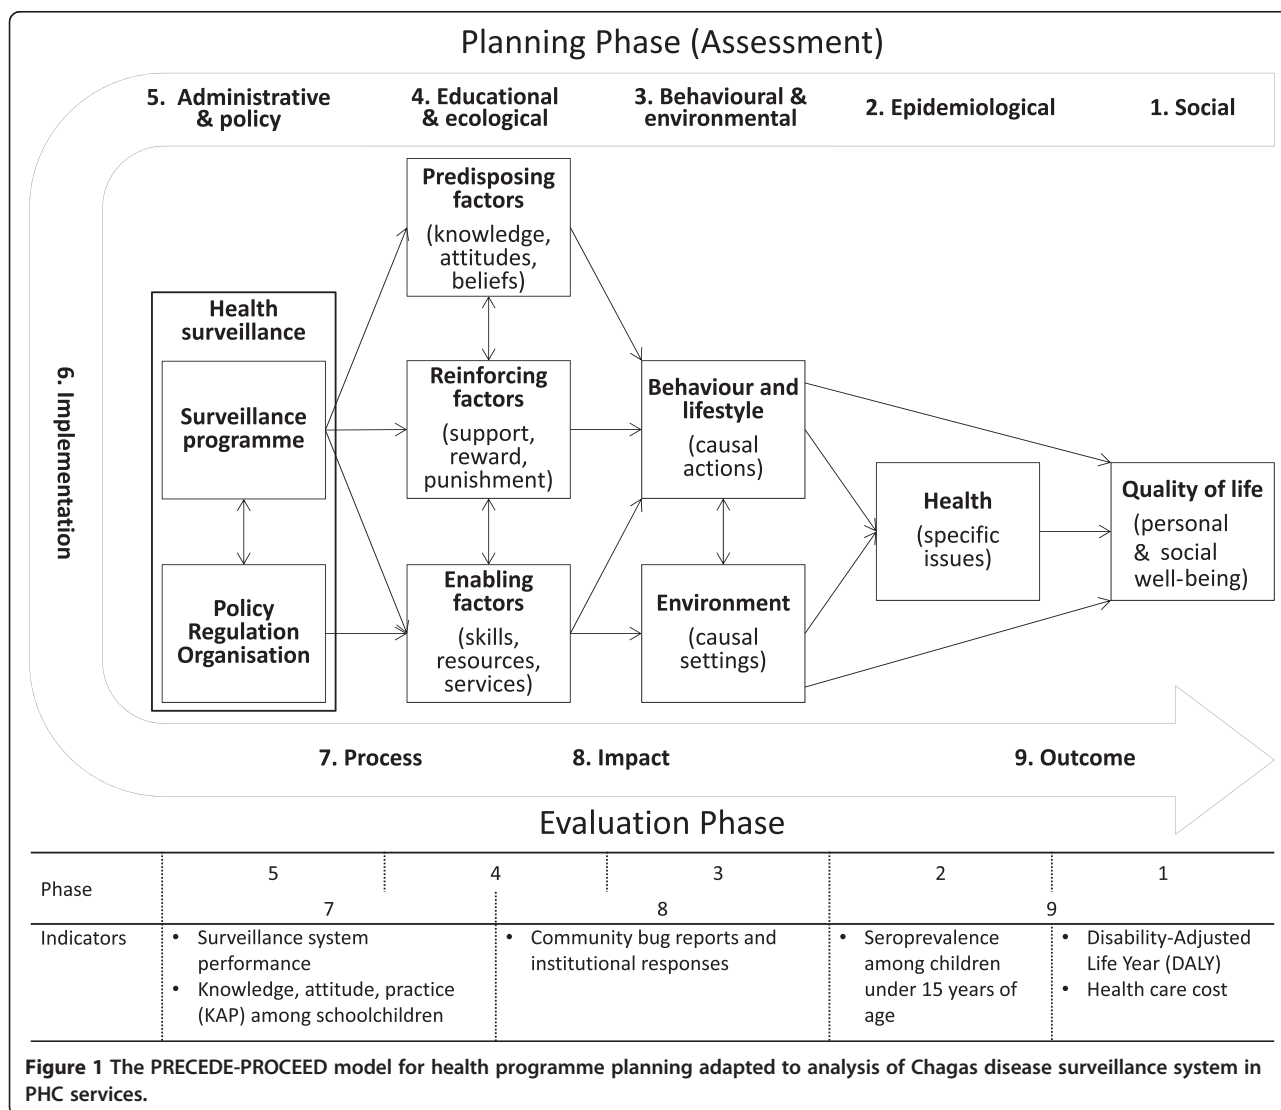 Planning Phase (Assessment)
5. Administrative
& policy
4. Educational
& ecological
3. Behavioural &
environmental
2. Epidemiological
1. Social
Predisposing
factors
(knowledge,
attitudes,
beliefs)
Health
surveillance
Surveillance
programme
Reinforcing
factors
(support,
reward,
punishment)
Behaviour and
lifestyle
(causal
actions)
6. Implementation
Health
(specific
issues)
Quality of life
(personal
& social
well-being)
Policy
Regulation
Organisation
Enabling
factors
(skills,
resources,
services)
Environment
(causal
settings)
7. Process
8. Impact
9. Outcome
Evaluation Phase
Phase
5 4 3 2 1
7 8 9
Indicators
• Surveillance system
performance
• Knowledge, attitude, practice
(KAP) among schoolchildren
• Community bug reports and
institutional responses
• Seroprevalence
among children
under 15 years of
age
• Disability-Adjusted
Life Year (DALY)
• Health care cost
Figure 1 The PRECEDE-PROCEED model for health programme planning adapted to analysis of Chagas disease surveillance system in
PHC services.